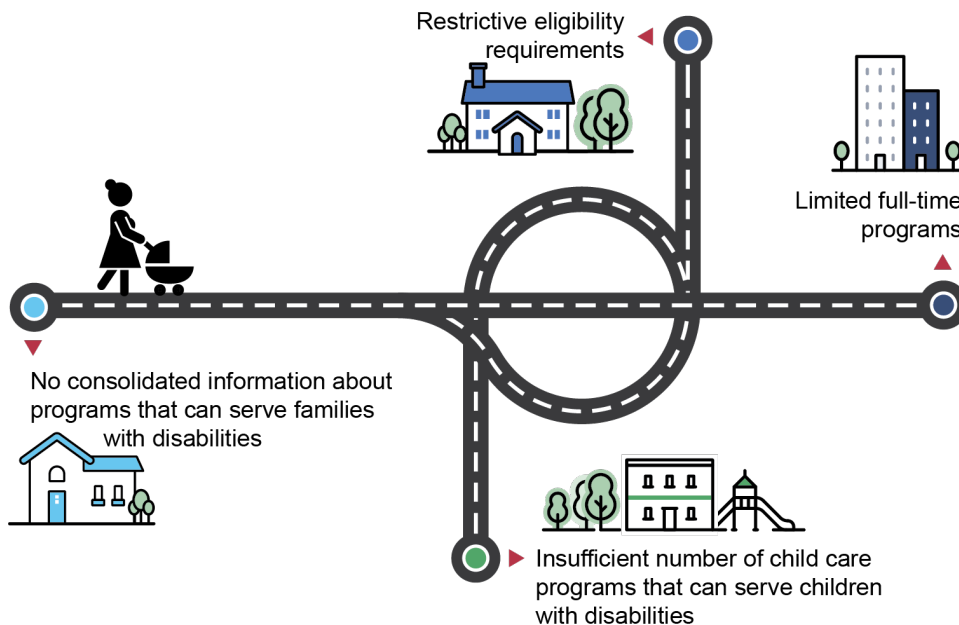 Restrictive eligibility
requirements
Limited full-time
programs
No consolidated information about
programs that can serve families
with disabilities
Insufficient number of child care
programs that can serve children
with disabilities